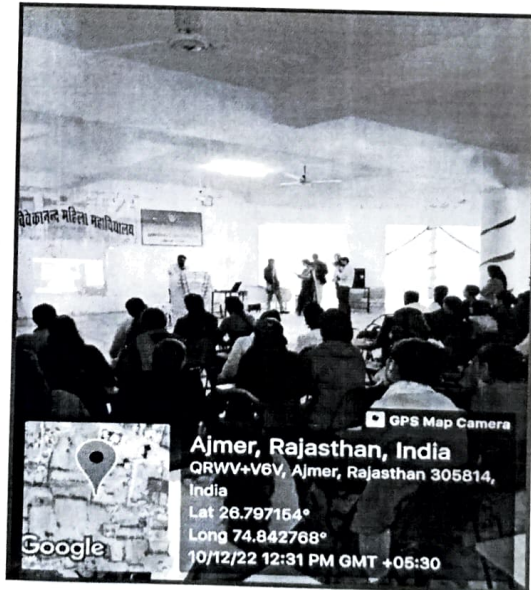 विवेकानन्द महिला महाविद्यालय
GPS Map Camera
Ajmer, Rajasthan, India
QRWV+V6V, Ajmer, Rajasthan 305814,
India
Lat 26.797154°
Long 74.842768°
10/12/22 12:31 PM GMT +05:30
Google